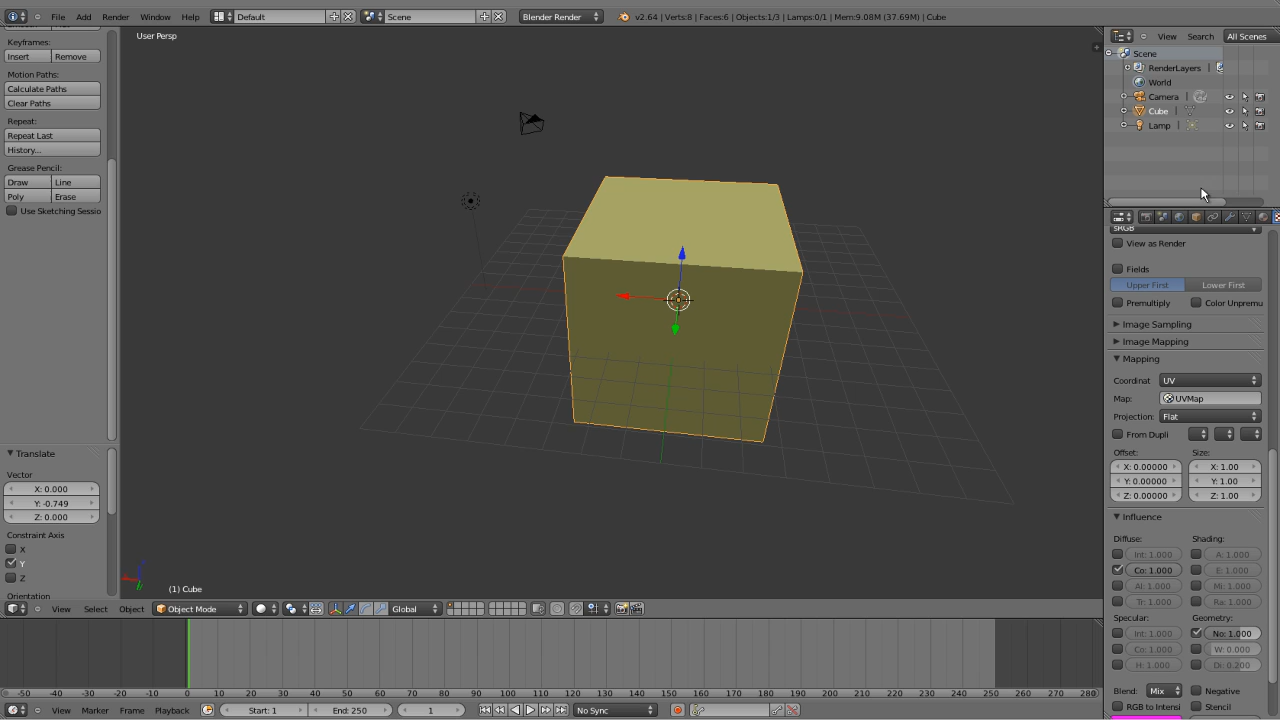 File Add Render Window Help Default Scene Blender Render v2.64 | Verts:8 | Faces:6 | Objects:1/3 | Lamps:0/1 | Mem:9.08M (37.69M) | Cube
Keyframes:
Insert Remove
Motion Paths:
Calculate Paths
Clear Paths
Repeat:
Repeat Last
History...
Grease Pencil:
Draw Line
Poly Erase
Use Sketching Sessio
Translate
Vector
X: 0.000
Y: -0.749
Z: 0.000
Constraint Axis
X
Y
Z
Orientation
User Persp
(1) Cube
View Select Object Object Mode Global
-50 -40 -30 -20 -10 0 10 20 30 40 50 60 70 80 90 100 110 120 130 140 150 160 170 180 190 200 210 220 230 240 250 260 270 280
View Marker Frame Playback Start: 1 End: 250 1 No Sync
View Search All Scenes
Scene
RenderLayers |
World
Camera |
Cube |
Lamp |
sRGB
View as Render
Fields
Upper First Lower First
Premultiply Color Unpremu
Image Sampling
Image Mapping
Mapping
Coordinat UV
Map: UVMap
Projection: Flat
From Dupli
Offset: Size:
X: 0.00000 X: 1.00
Y: 0.00000 Y: 1.00
Z: 0.00000 Z: 1.00
Influence
Diffuse: Shading:
Int: 1.000 A: 1.000
Co: 1.000 E: 1.000
Al: 1.000 Mi: 1.000
Tr: 1.000 Ra: 1.000
Specular: Geometry:
Int: 1.000 No: 1.000
Co: 1.000 W: 0.000
H: 1.000 Di: 0.200
Blend: Mix Negative
RGB to Intensi Stencil